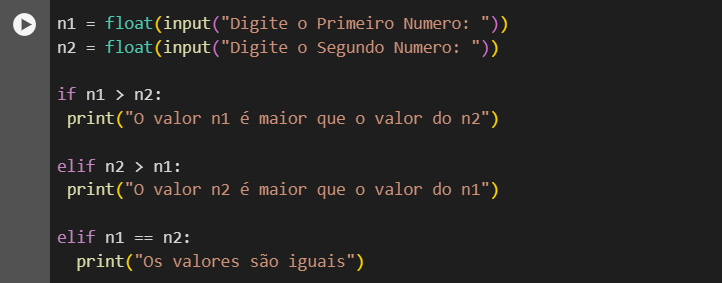 n1 = float(input("Digite o Primeiro Numero: "))
n2 = float(input("Digite o Segundo Numero: "))
if n1 > n2:
print("O valor n1 é maior que o valor do n2")
elif n2 > n1:
print("O valor n2 é maior que o valor do n1")
elif n1 == n2:
print("Os valores são iguais")